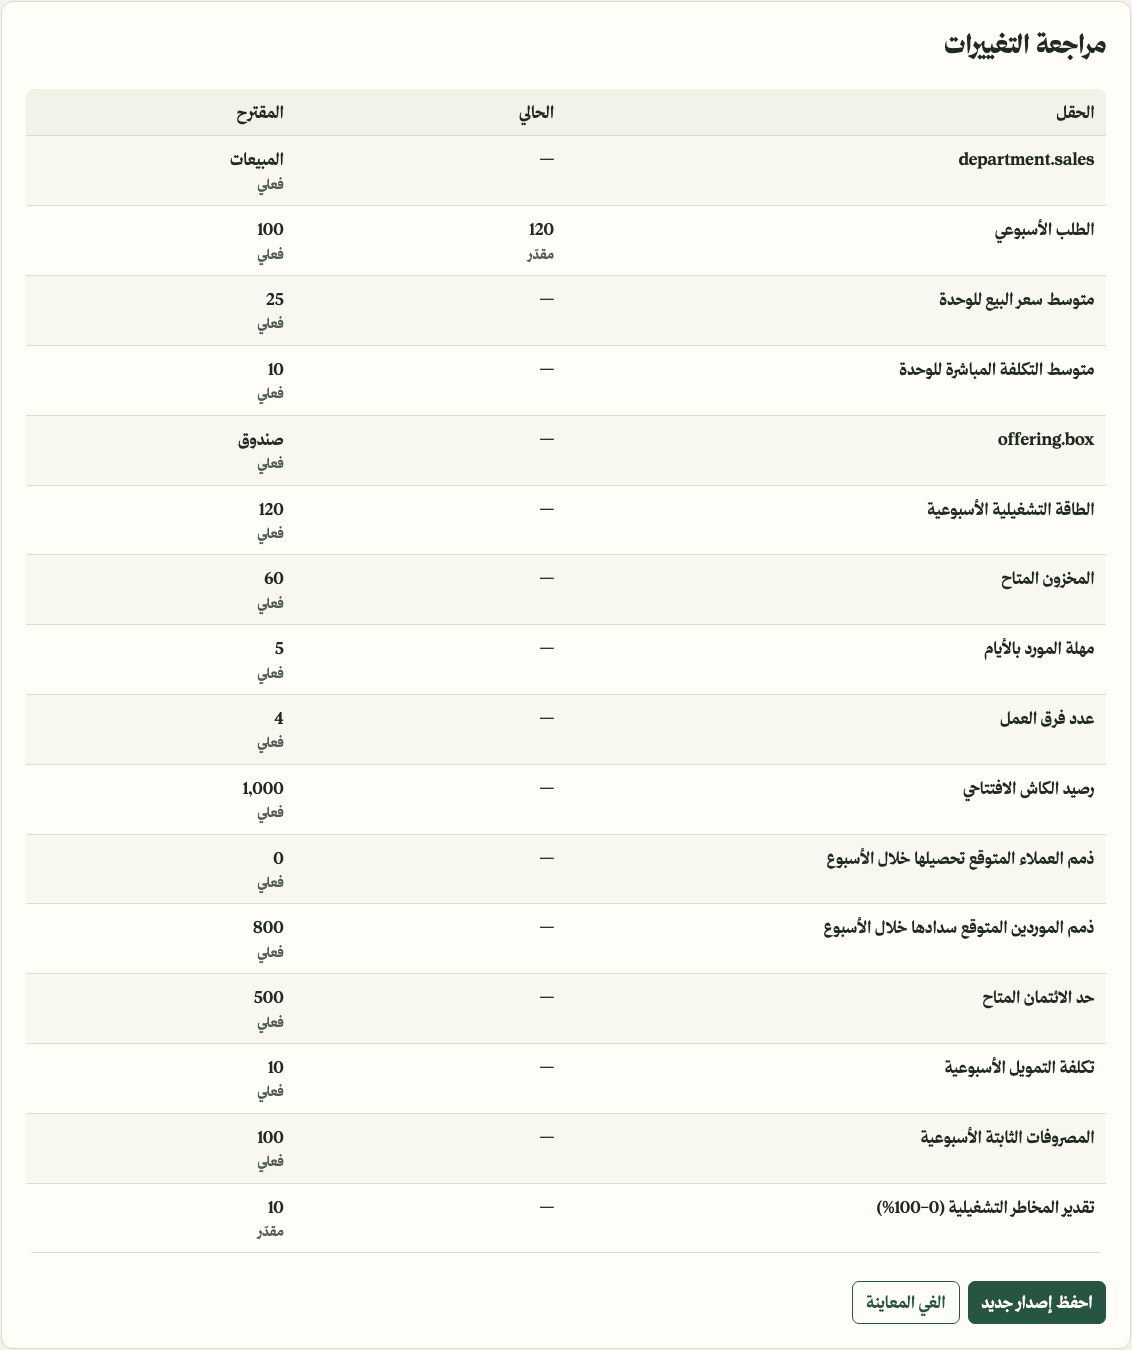 مراجعة التغييرات
الحقل الحالي المقترح
department.sales — المبيعات
فعلي
الطلب الأسبوعي 120 100
مقدّر فعلي
متوسط سعر البيع للوحدة — 25
فعلي
متوسط التكلفة المباشرة للوحدة — 10
فعلي
offering.box — صندوق
فعلي
الطاقة التشغيلية الأسبوعية — 120
فعلي
المخزون المتاح — 60
فعلي
مهلة المورد بالأيام — 5
فعلي
عدد فرق العمل — 4
فعلي
رصيد الكاش الافتتاحي — 1,000
فعلي
ذمم العملاء المتوقع تحصيلها خلال الأسبوع — 0
فعلي
ذمم الموردين المتوقع سدادها خلال الأسبوع — 800
فعلي
حد الائتمان المتاح — 500
فعلي
تكلفة التمويل الأسبوعية — 10
فعلي
المصروفات الثابتة الأسبوعية — 100
فعلي
تقدير المخاطر التشغيلية (0–100%) — 10
مقدّر
احفظ إصدار جديد الغي المعاينة